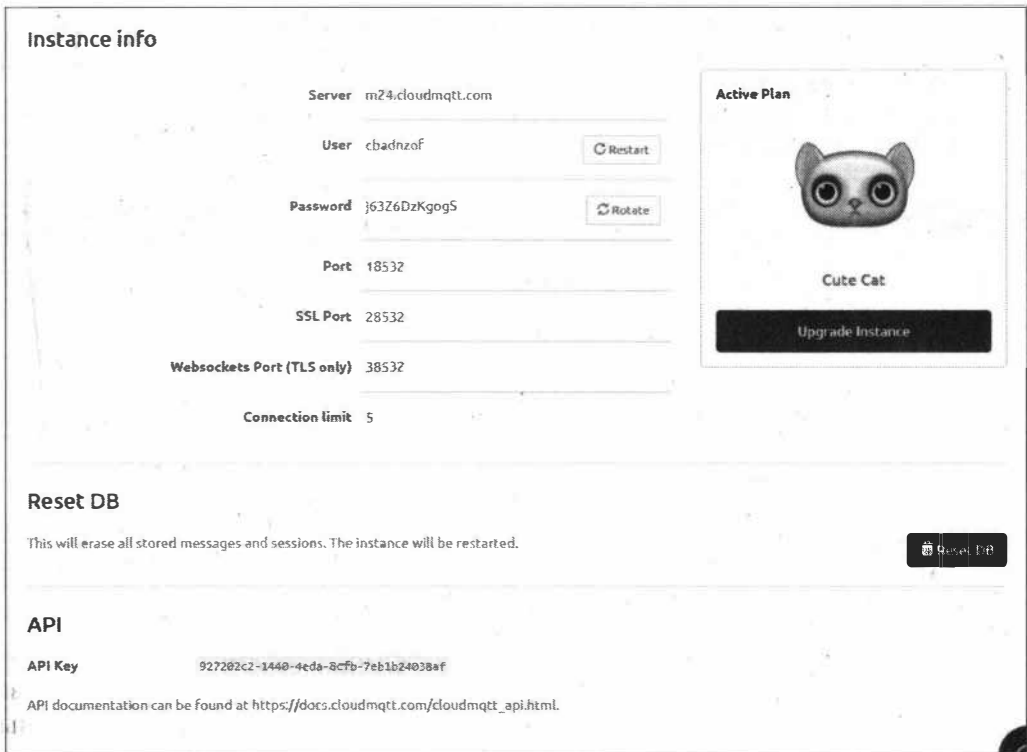 Instance info
Server m24.cloudmqtt.com
Active Plan
User cbadnzof
Restart
Password j63Z6DzKgogS
Rotate
Port 18532
Cute Cat
SSL Port 28532
Upgrade Instance
Websockets Port (TLS only) 38532
Connection limit 5
Reset DB
This will erase all stored messages and sessions. The instance will be restarted.
Reset DB
API
API Key 927202c2-1440-4eda-8cfb-7eb1b24038af
API documentation can be found at https://docs.cloudmqtt.com/cloudmqtt_api.html.